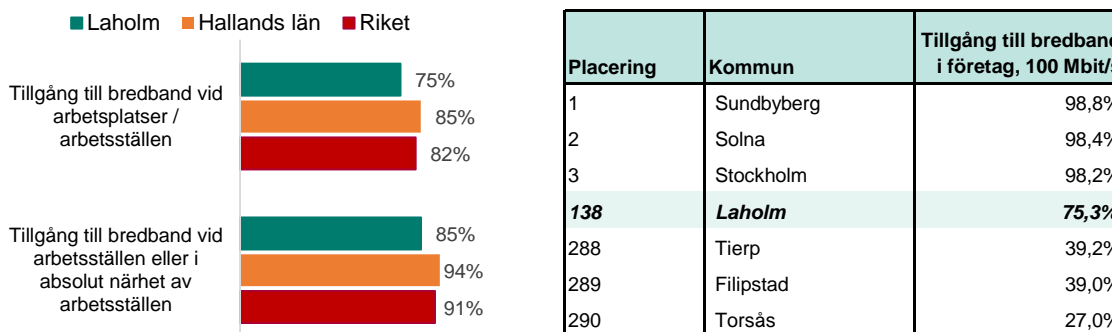 Laholm Hallands län Riket
Tillgång till bredband vid
arbetsplatser /
arbetsställen
75%
85%
82%
Tillgång till bredband vid
arbetsställen eller i
absolut närhet av
arbetsställen
85%
94%
91%
Placering Kommun Tillgång till bredband
i företag, 100 Mbit/s
1 Sundbyberg 98,8%
2 Solna 98,4%
3 Stockholm 98,2%
138 Laholm 75,3%
288 Tierp 39,2%
289 Filipstad 39,0%
290 Torsås 27,0%